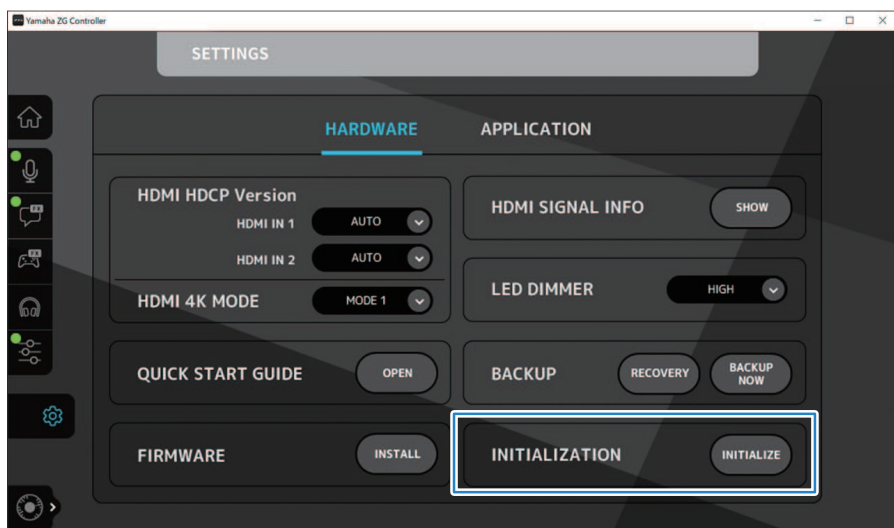 Yamaha ZG Controller
SETTINGS
HARDWARE
APPLICATION
HDMI HDCP Version
HDMI IN 1
AUTO
HDMI IN 2
AUTO
HDMI 4K MODE
MODE 1
HDMI SIGNAL INFO
SHOW
LED DIMMER
HIGH
QUICK START GUIDE
OPEN
BACKUP
RECOVERY
BACKUP
NOW
FIRMWARE
INSTALL
INITIALIZATION
INITIALIZE
FX
FX